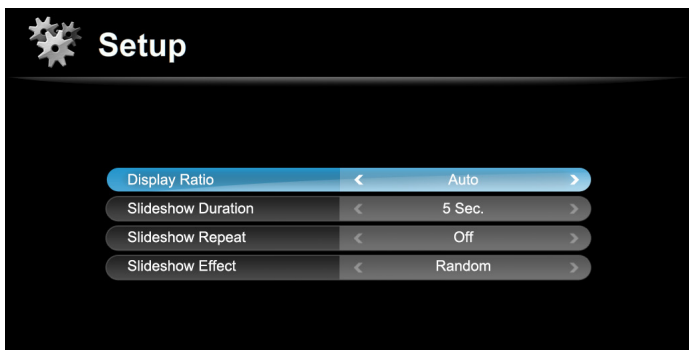 Setup
Display Ratio < Auto >
Slideshow Duration < 5 Sec. >
Slideshow Repeat < Off >
Slideshow Effect < Random >